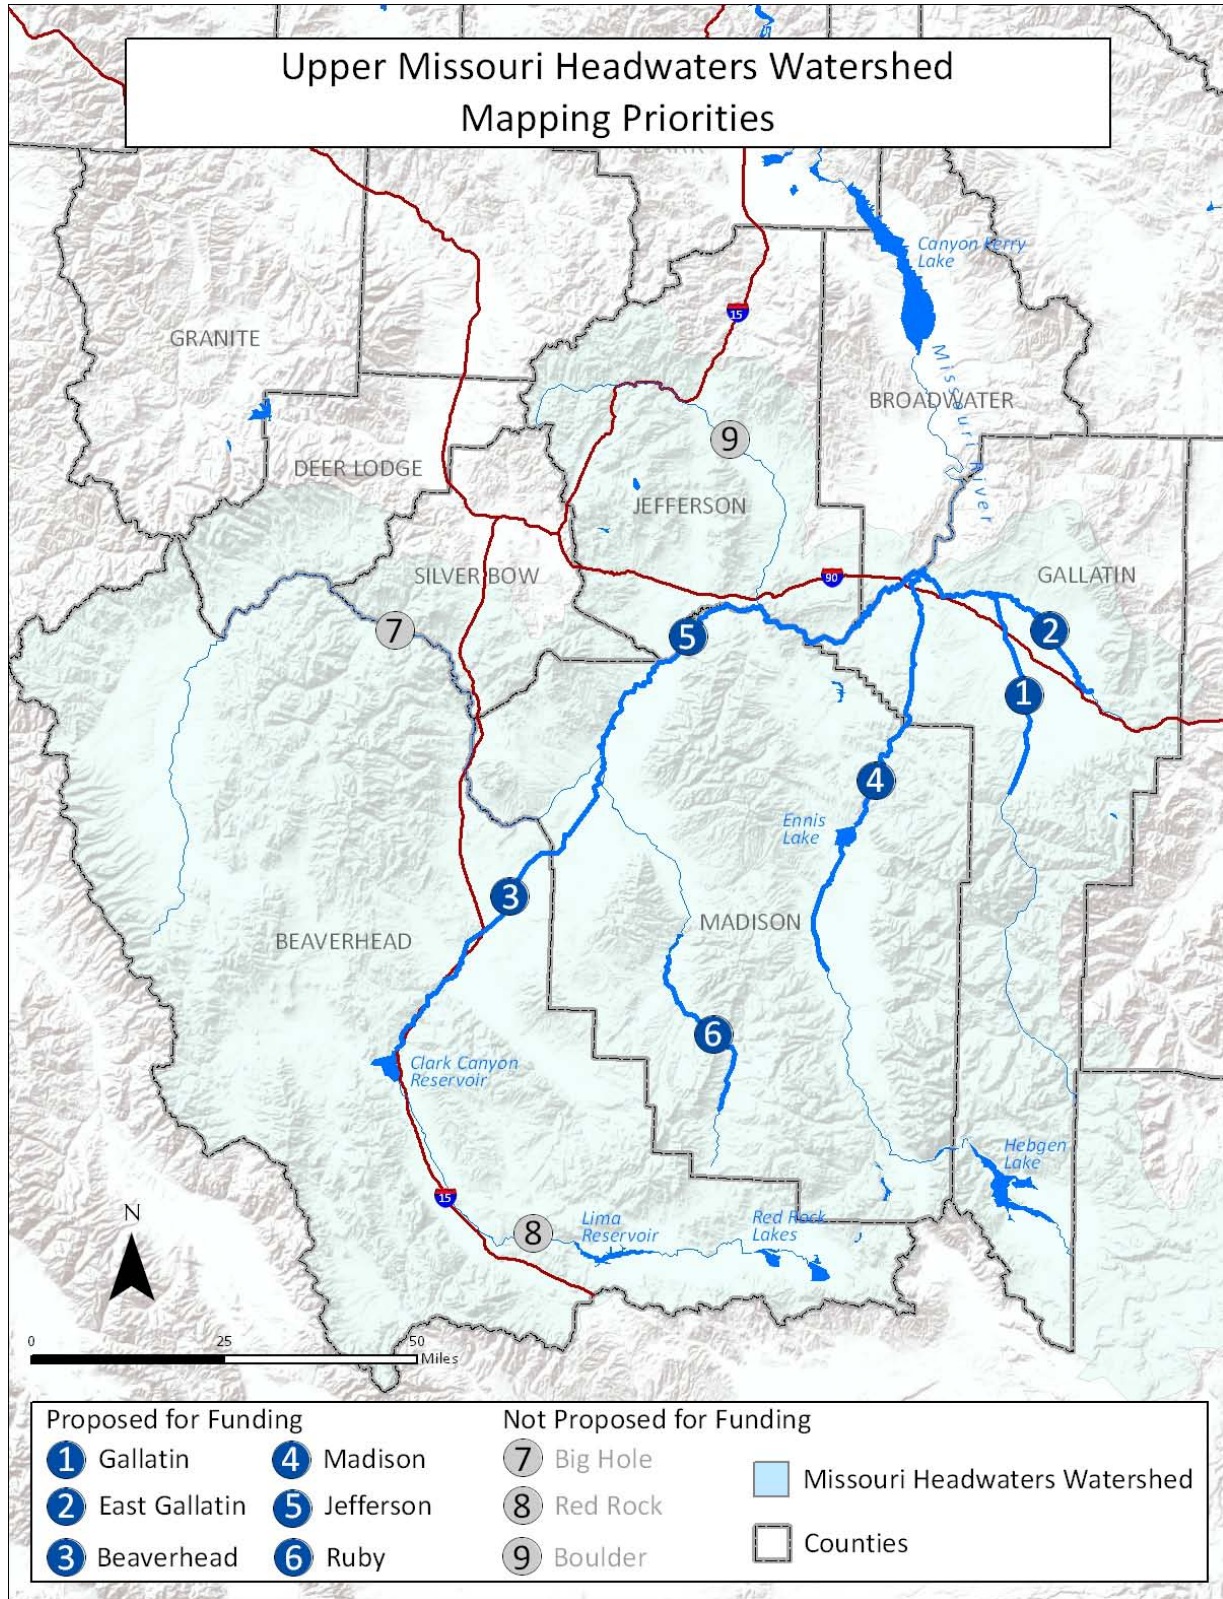 Upper Missouri Headwaters Watershed
Mapping Priorities
Canyon Ferry
Lake
15
GRANITE
Missouri River
BROADWATER
9
DEER LODGE
JEFFERSON
SILVER BOW
90
GALLATIN
7
5
2
1
4
Ennis
Lake
3
MADISON
BEAVERHEAD
6
Clark Canyon
Reservoir
Hebgen
Lake
15
N
8
Lima
Reservoir
Red Rock
Lakes
0 25 50
Miles
Proposed for Funding
1 Gallatin
2 East Gallatin
3 Beaverhead
4 Madison
5 Jefferson
6 Ruby
Not Proposed for Funding
7 Big Hole
8 Red Rock
9 Boulder
Missouri Headwaters Watershed
Counties